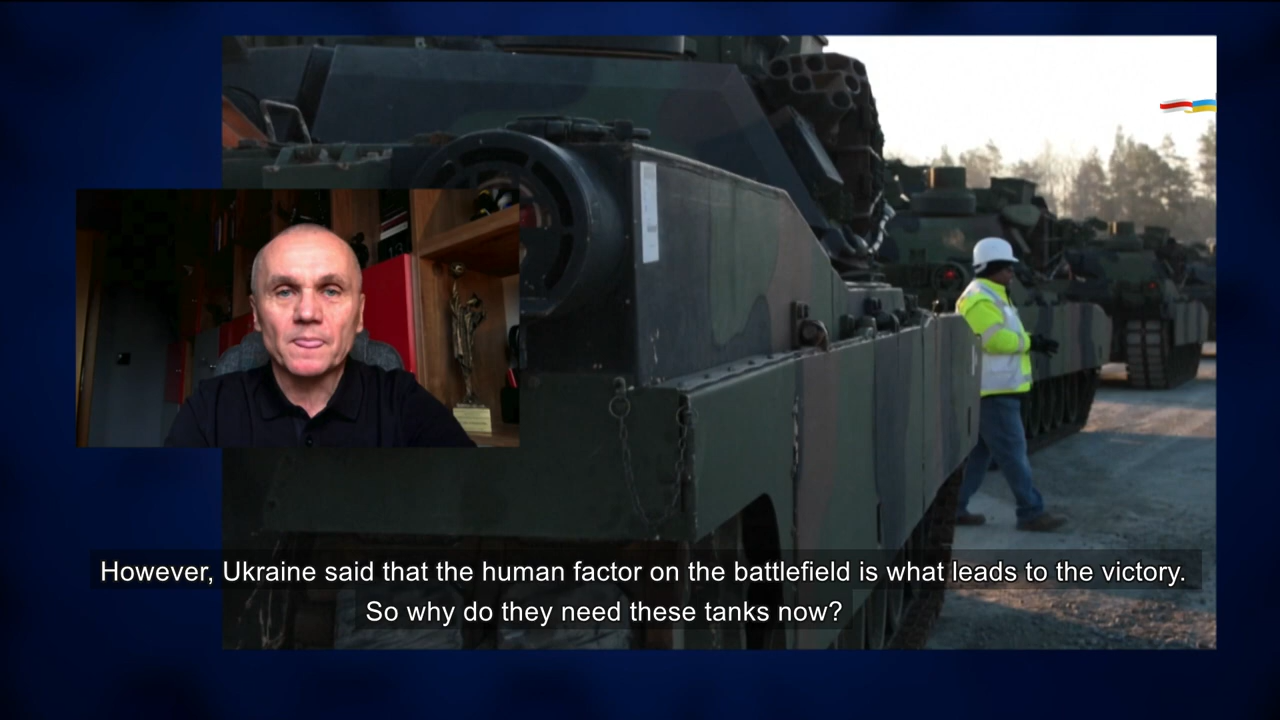 However, Ukraine said that the human factor on the battlefield is what leads to the victory.
So why do they need these tanks now?